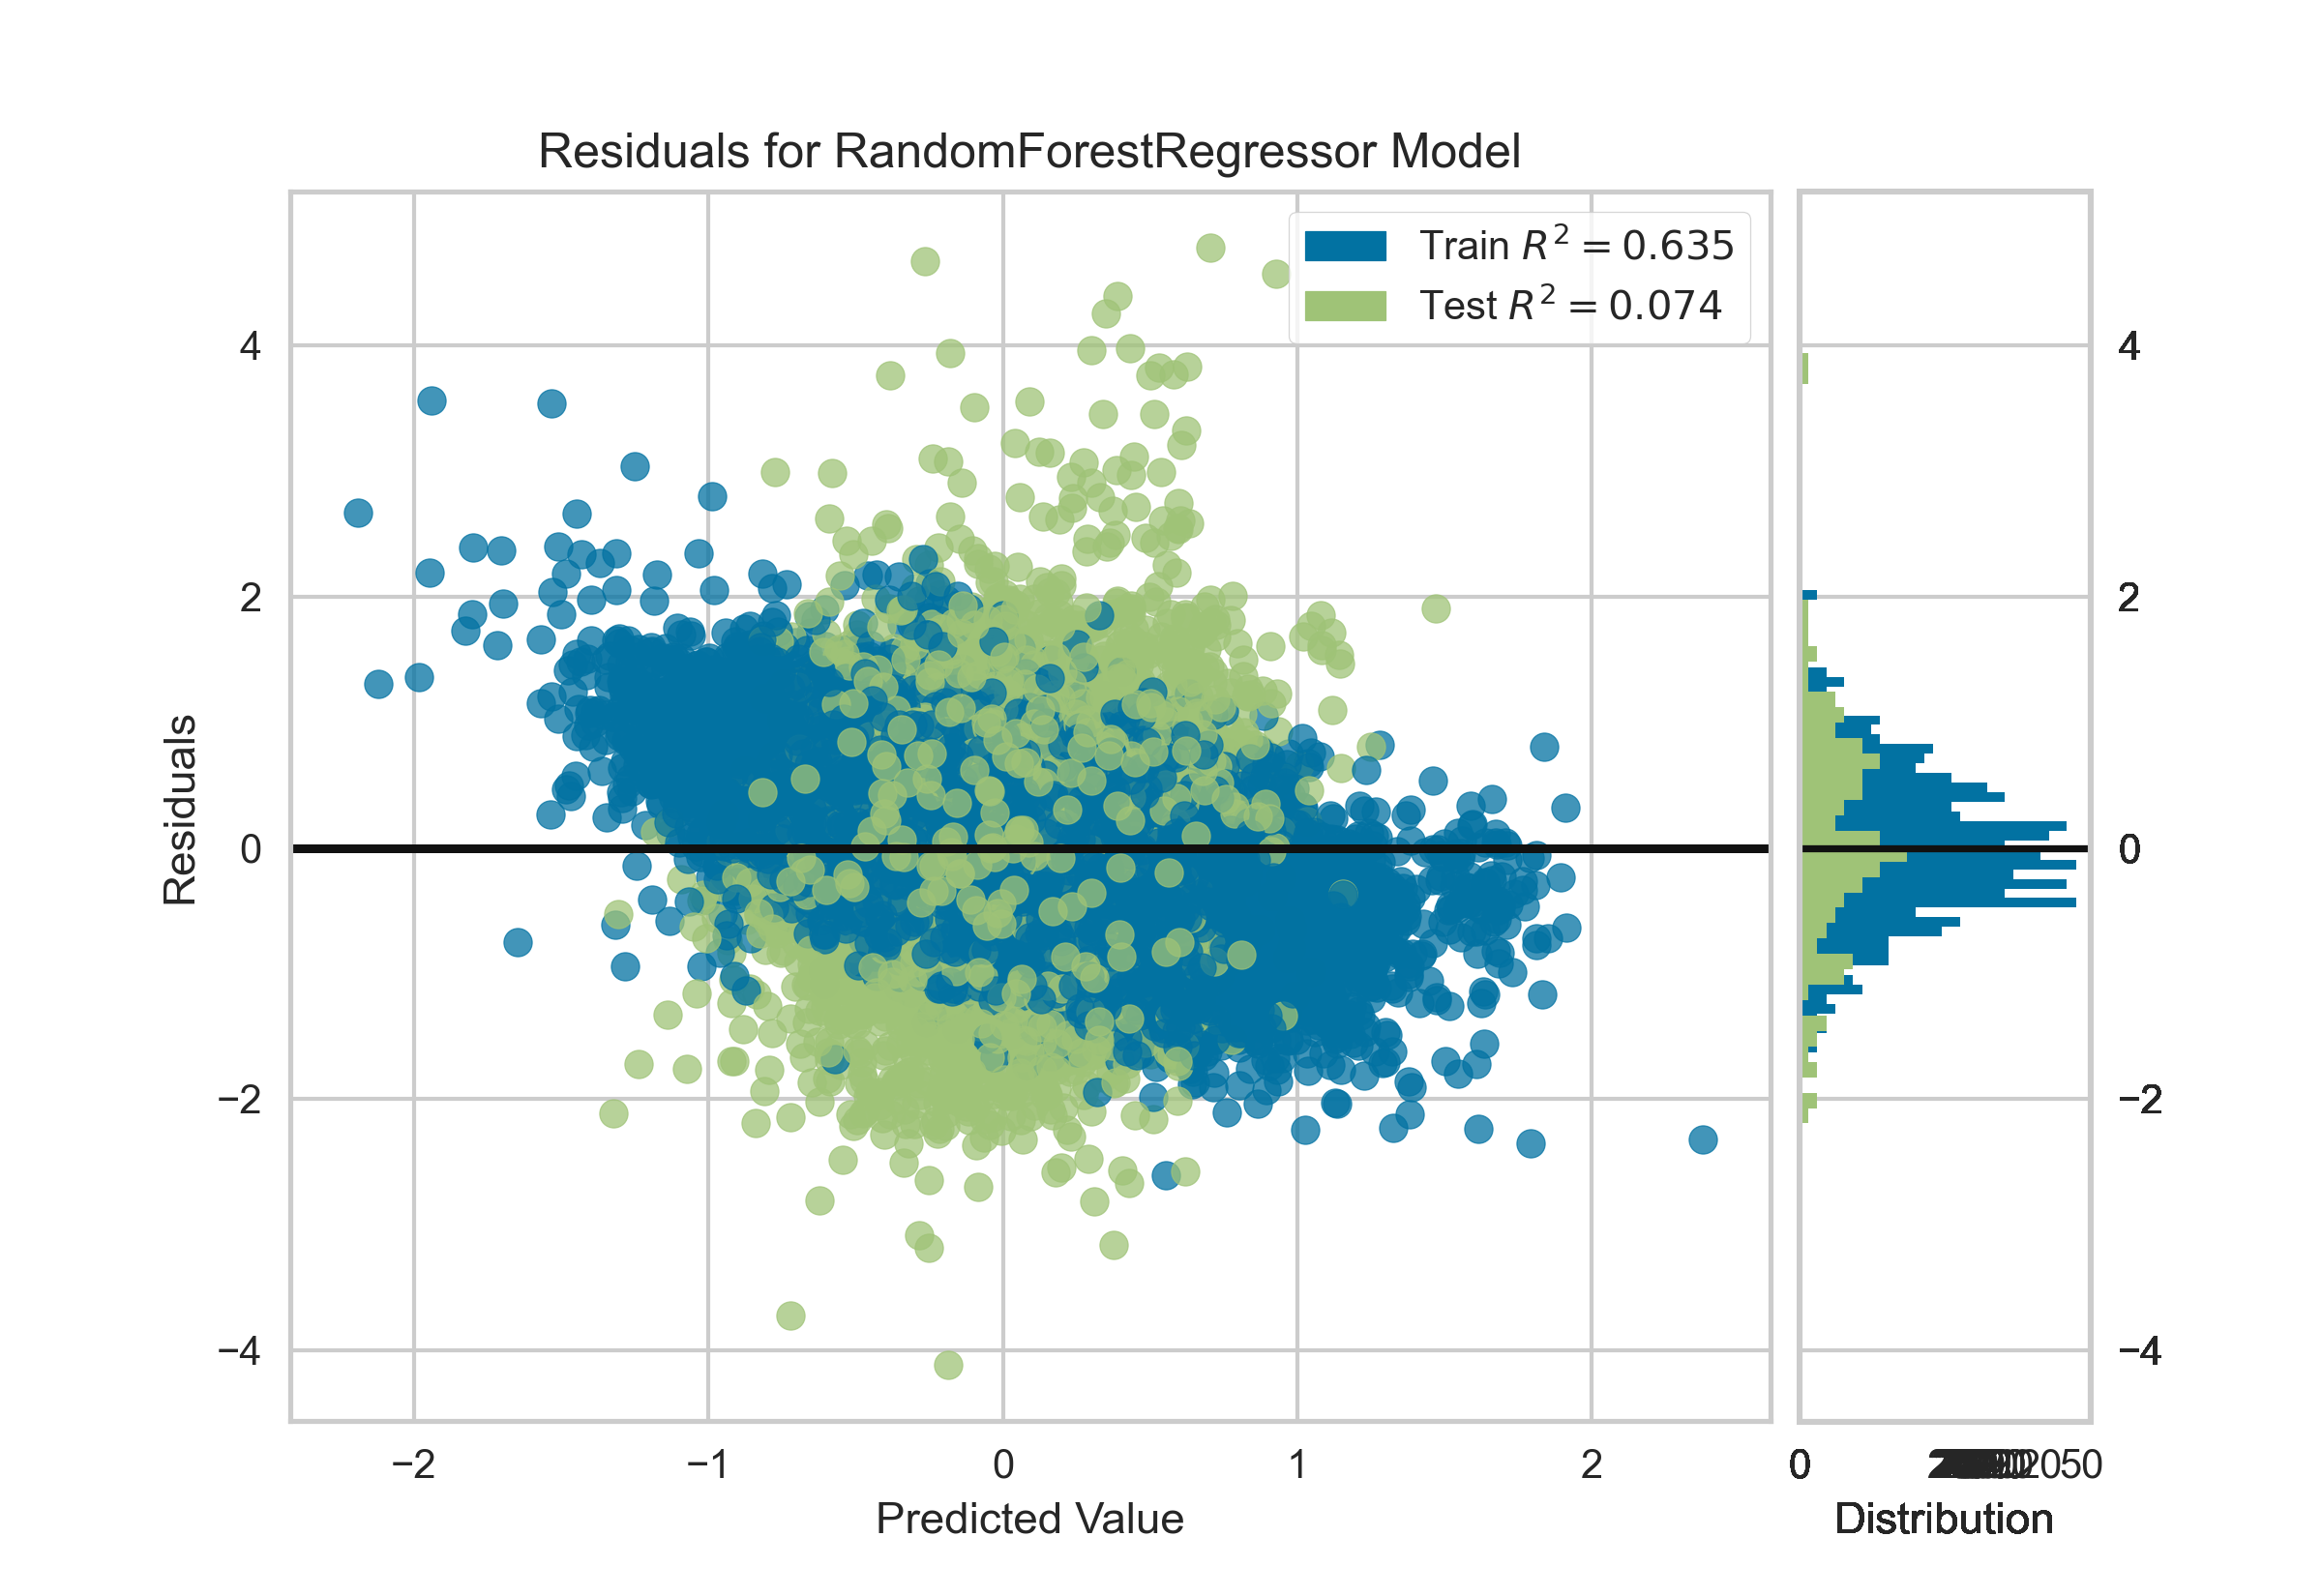 Residuals for RandomForestRegressor Model
Train R² = 0.635
Test R² = 0.074
Residuals
4
2
0
−2
−4
4
2
0
−2
−4
−2
−1
0
1
2
0
50
Predicted Value
Distribution